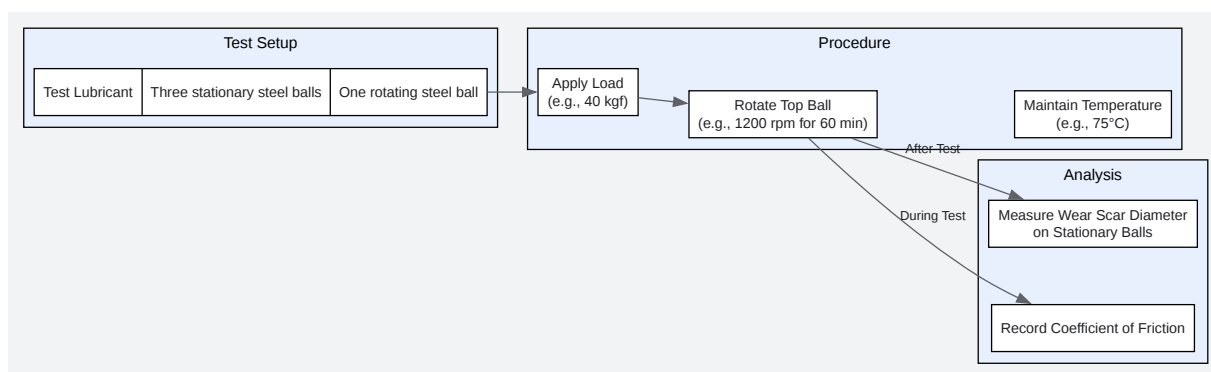 Test Setup
Test Lubricant
Three stationary steel balls
One rotating steel ball
Procedure
Apply Load
(e.g., 40 kgf)
Rotate Top Ball
(e.g., 1200 rpm for 60 min)
Maintain Temperature
(e.g., 75°C)
After Test
During Test
Analysis
Measure Wear Scar Diameter
on Stationary Balls
Record Coefficient of Friction